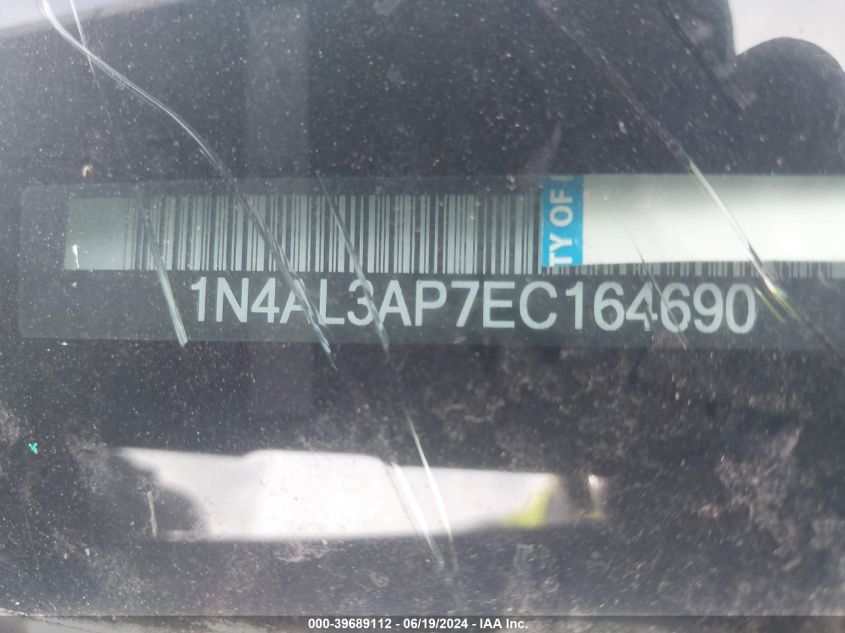 TY OF
1N4AL3AP7EC164690
000-39689112 - 06/19/2024 - IAA Inc.